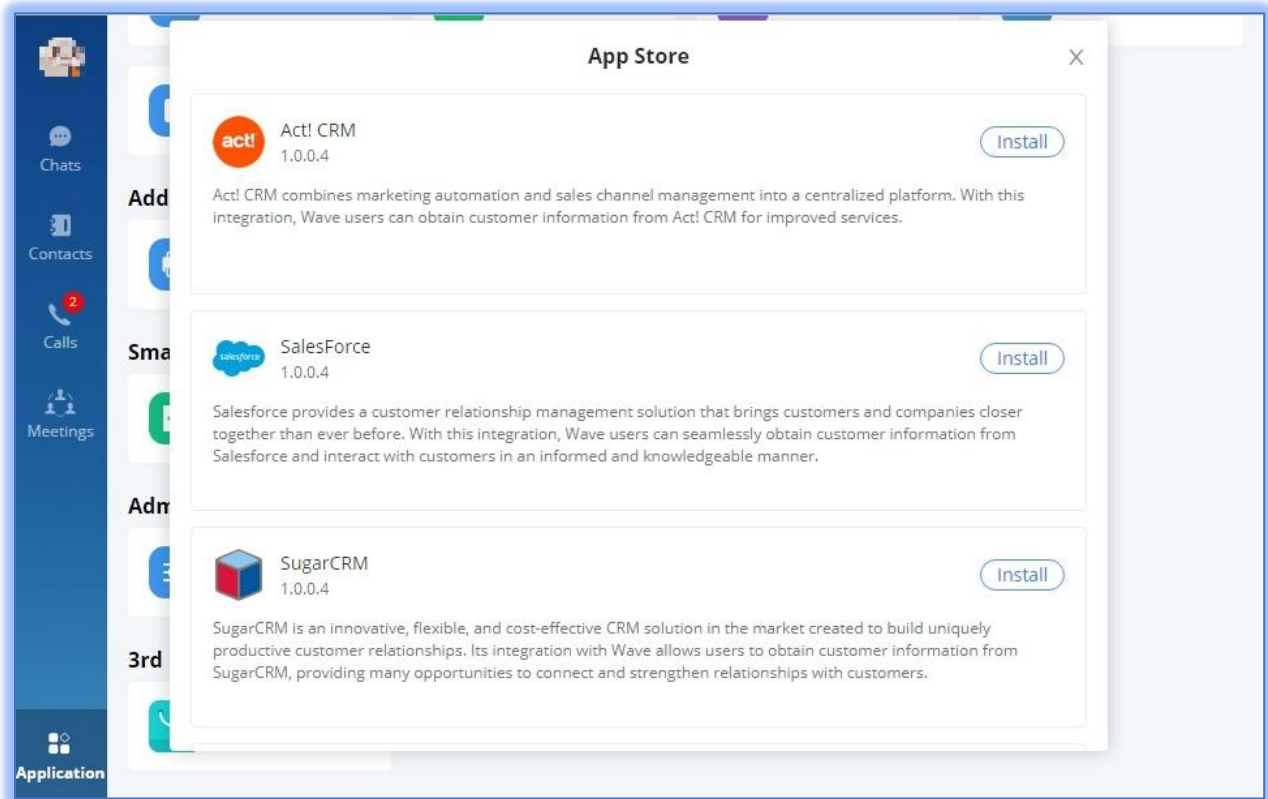 App Store
Chats
Contacts
2
Calls
Meetings
Application
Add
Sma
Adm
3rd
act!
Act! CRM
1.0.0.4
Install
Act! CRM combines marketing automation and sales channel management into a centralized platform. With this
integration, Wave users can obtain customer information from Act! CRM for improved services.
salesforce
SalesForce
1.0.0.4
Install
Salesforce provides a customer relationship management solution that brings customers and companies closer
together than ever before. With this integration, Wave users can seamlessly obtain customer information from
Salesforce and interact with customers in an informed and knowledgeable manner.
SugarCRM
1.0.0.4
Install
SugarCRM is an innovative, flexible, and cost-effective CRM solution in the market created to build uniquely
productive customer relationships. Its integration with Wave allows users to obtain customer information from
SugarCRM, providing many opportunities to connect and strengthen relationships with customers.